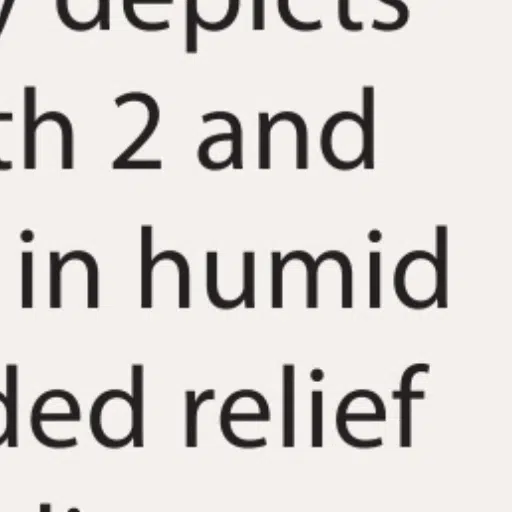 depicts
th 2 and
in humid
ded relief